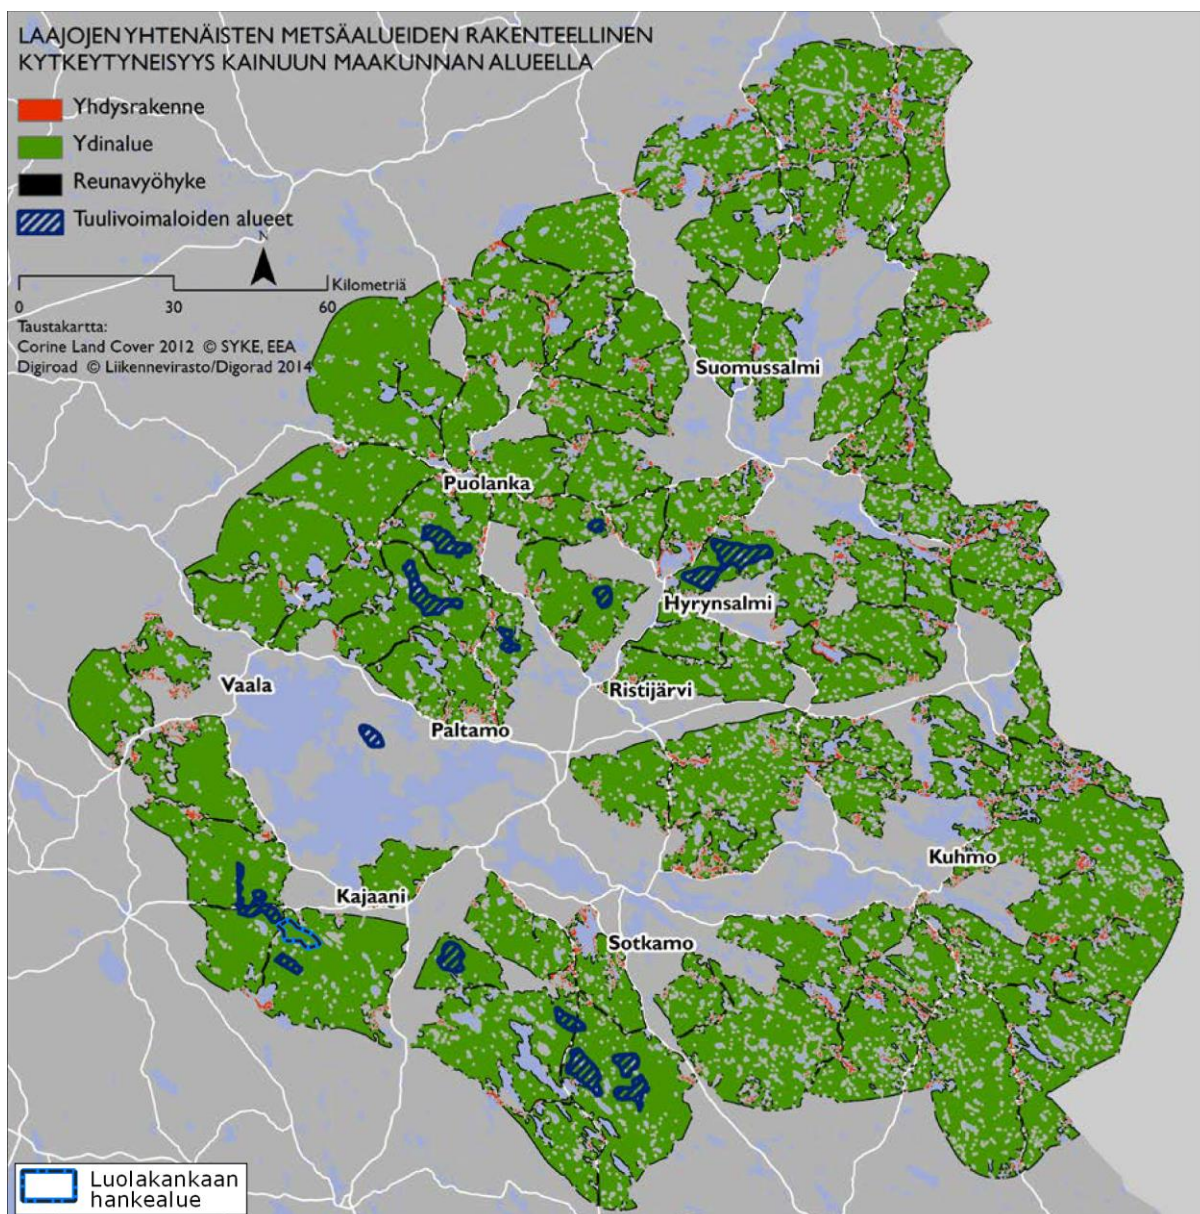 LAAJOJEN YHTENÄISTEN METSÄALUEIDEN RAKENTEELLINEN
KYTKEYTYNEISYYS KAINUUN MAAKUNNAN ALUEELLA
Yhdysrakenne
Ydinalue
Reunavyöhyke
Tuulivoimaloiden alueet
N
Kilometriä
0 30 60
Taustakartta:
Corine Land Cover 2012 © SYKE, EEA
Digiroad © Liikennevirasto/Digorad 2014
Suomussalmi
Puolanka
Hyrynsalmi
Vaala
Ristijärvi
Paltamo
Kuhmo
Kajaani
Sotkamo
Luolakankaan
hankealue